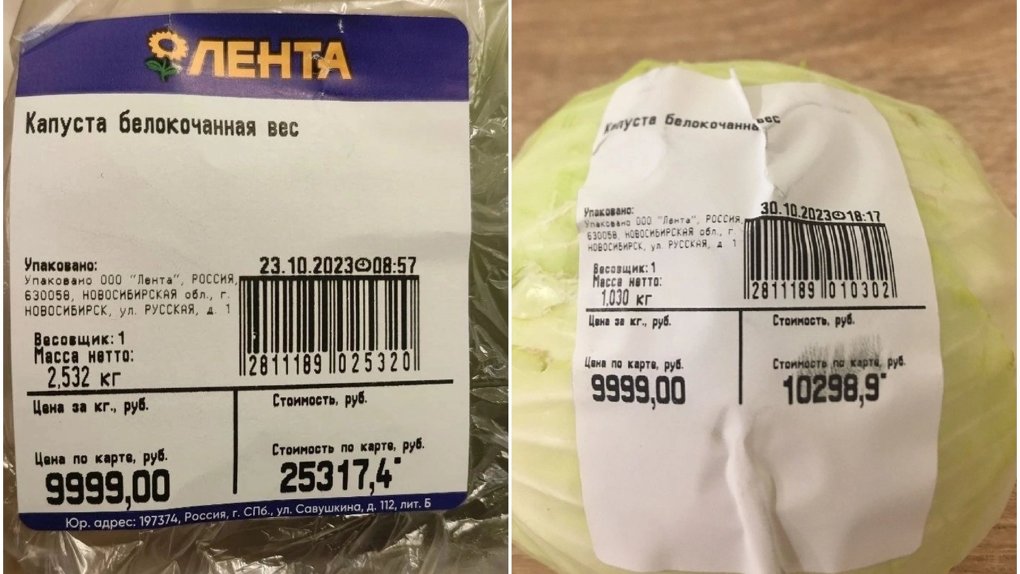 ЛЕНТА
Капуста белокочанная вес
Упаковано:
23.10.2023 08:57
Упаковано ООО "Лента", РОССИЯ,
630058, НОВОСИБИРСКАЯ обл., г.
НОВОСИБИРСК, ул. РУССКАЯ, д. 1
Весовщик: 1
Масса нетто:
2,532 кг
2811189 025320
Цена за кг., руб.
Стоимость, руб.
Цена по карте, руб.
9999,00
Стоимость по карте, руб.
25317,4
Юр. адрес: 197374, Россия, г. СПб., ул. Савушкина, д. 112, лит. Б
Капуста белокочанн вес
Упаковано:
30.10.2023 18:17
Упаковано ООО "Лента", РОССИЯ,
630058, НОВОСИБИРСКАЯ обл., г.
НОВОСИБИРСК, ул. РУССКАЯ, д. 1
Весовщик: 1
Масса нетто:
1,030 кг
2811189 010302
Цена за кг., руб.
Стоимость, руб.
Цена по карте, руб.
9999,00
Стоимость по карте, руб.
10298,9